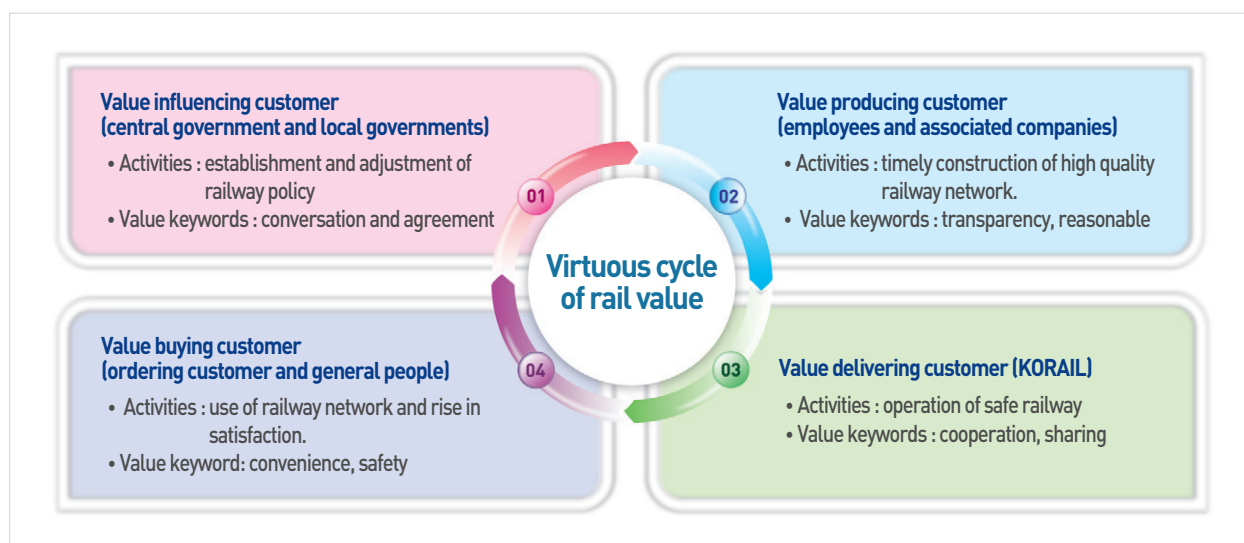 Value influencing customer
(central government and local governments)
• Activities : establishment and adjustment of
railway policy
• Value keywords : conversation and agreement
01
Value producing customer
(employees and associated companies)
• Activities : timely construction of high quality
railway network.
• Value keywords : transparency, reasonable
02
Virtuous cycle
of rail value
Value buying customer
(ordering customer and general people)
• Activities : use of railway network and rise in
satisfaction.
• Value keyword: convenience, safety
04
Value delivering customer (KORAIL)
• Activities : operation of safe railway
• Value keywords : cooperation, sharing
03